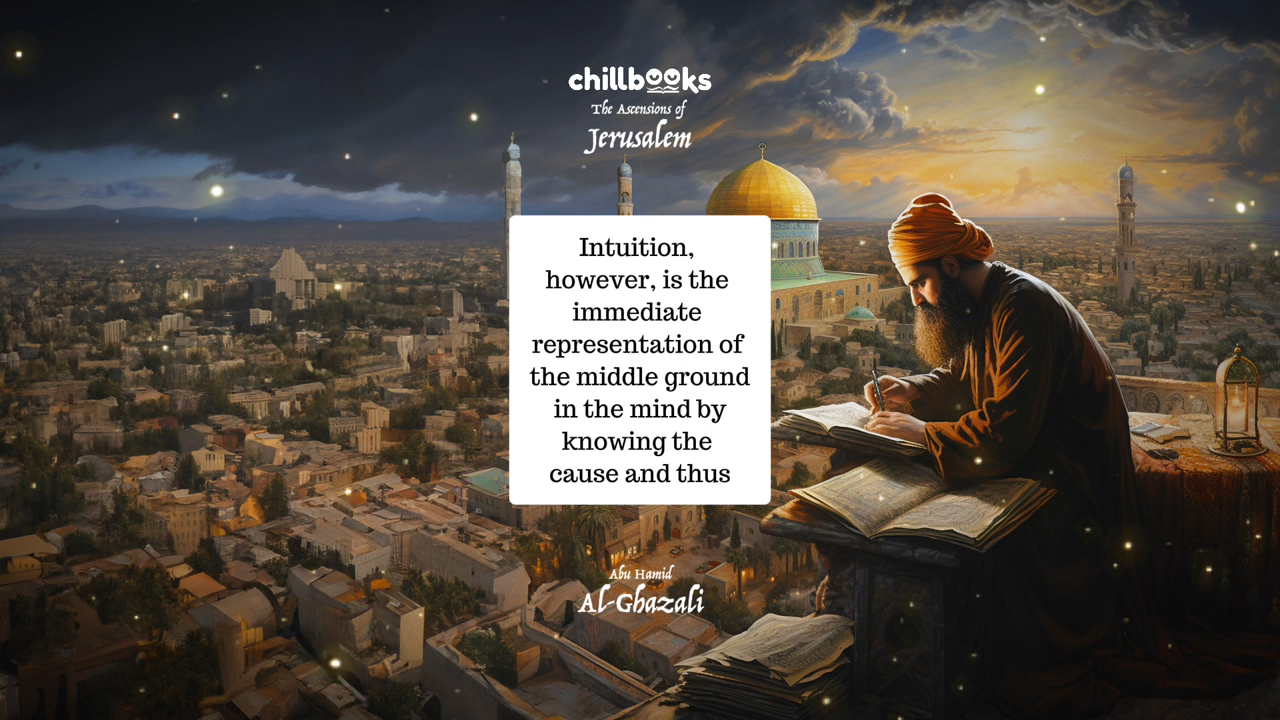 chillbooks
The Ascensions of
Jerusalem
Intuition,
however, is the
immediate
representation of
the middle ground
in the mind by
knowing the
cause and thus
Abu Hamid
Al-Ghazali